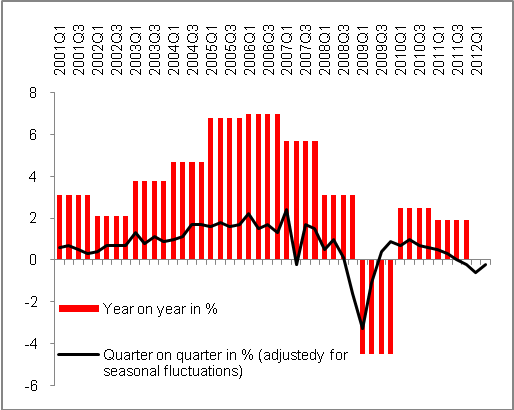 2001Q1
2001Q3
2002Q1
2002Q3
2003Q1
2003Q3
2004Q1
2004Q3
2005Q1
2005Q3
2006Q1
2006Q3
2007Q1
2007Q3
2008Q1
2008Q3
2009Q1
2009Q3
2010Q1
2010Q3
2011Q1
2011Q3
2012Q1
8
6
4
2
0
-2
-4
-6
Year on year in %
Quarter on quarter in % (adjustedy for
seasonal fluctuations)